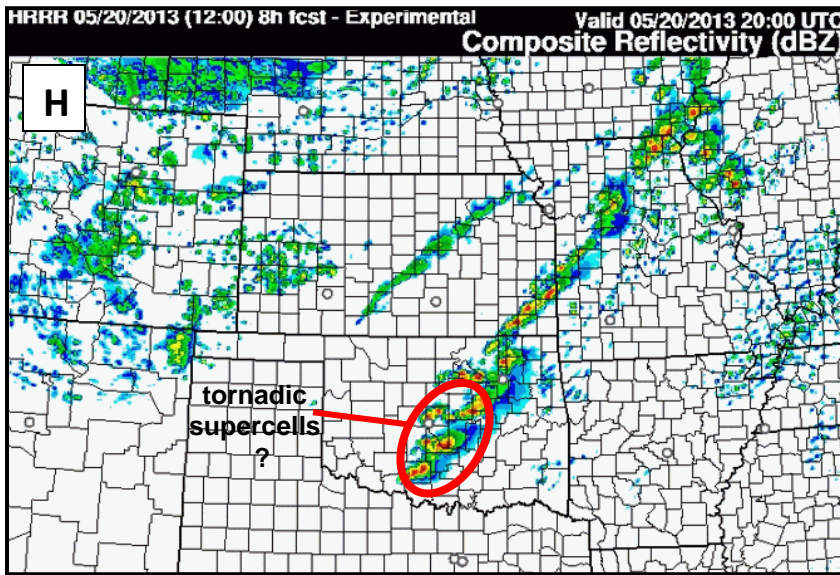 HRRR 05/20/2013 (12:00) 8h fcst - Experimental
Valid 05/20/2013 20:00 UTC
Composite Reflectivity (dBZ)
H
tornadic
supercells
?